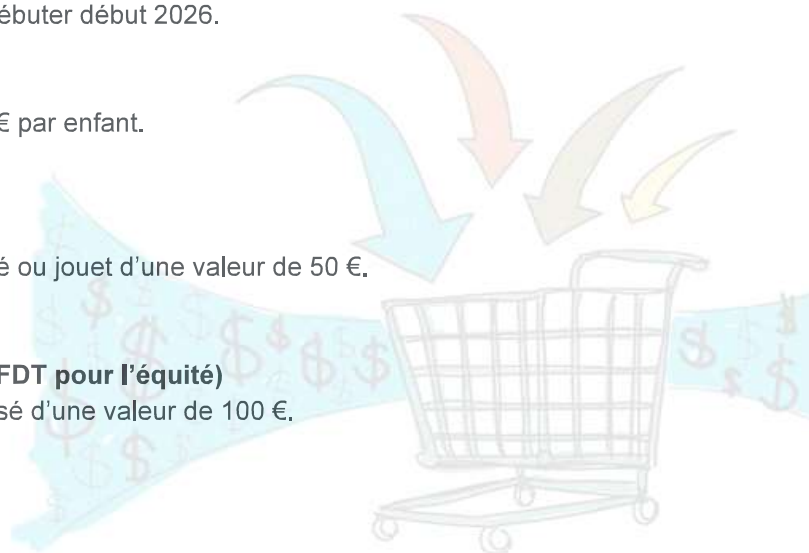 ébuter début 2026.
€ par enfant.
é ou jouet d’une valeur de 50 €.
FDT pour l’équité)
sé d’une valeur de 100 €.